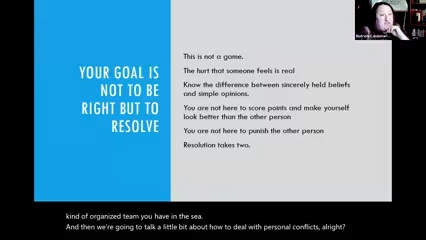 YOUR GOAL IS
NOT TO BE
RIGHT BUT TO
RESOLVE
This is not a game.
The hurt that someone feels is real
Know the difference between sincerely held beliefs
and simple opinions.
You are not here to score points and make yourself
look better than the other person
You are not here to punish the other person
Resolution takes two.
kind of organized team you have in the sea.
And then we're going to talk a little bit about how to deal with personal conflicts, alright?